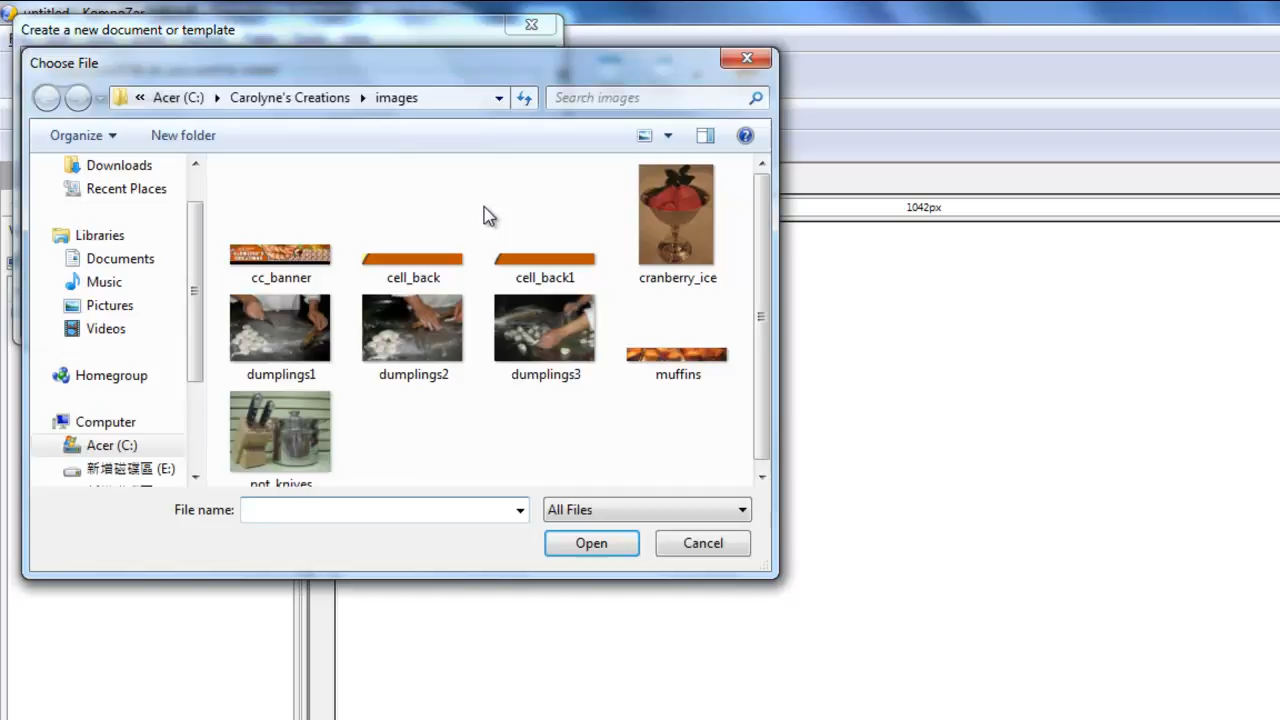 untitled - KompoZer
Create a new document or template
Choose File
« Acer (C:) Carolyne's Creations images
Search images
Organize
New folder
Downloads
Recent Places
Libraries
Documents
Music
Pictures
Videos
Homegroup
Computer
Acer (C:)
新增磁碟區 (E:)
cc_banner
cell_back
cell_back1
cranberry_ice
dumplings1
dumplings2
dumplings3
muffins
1042px
File name:
All Files
Open
Cancel